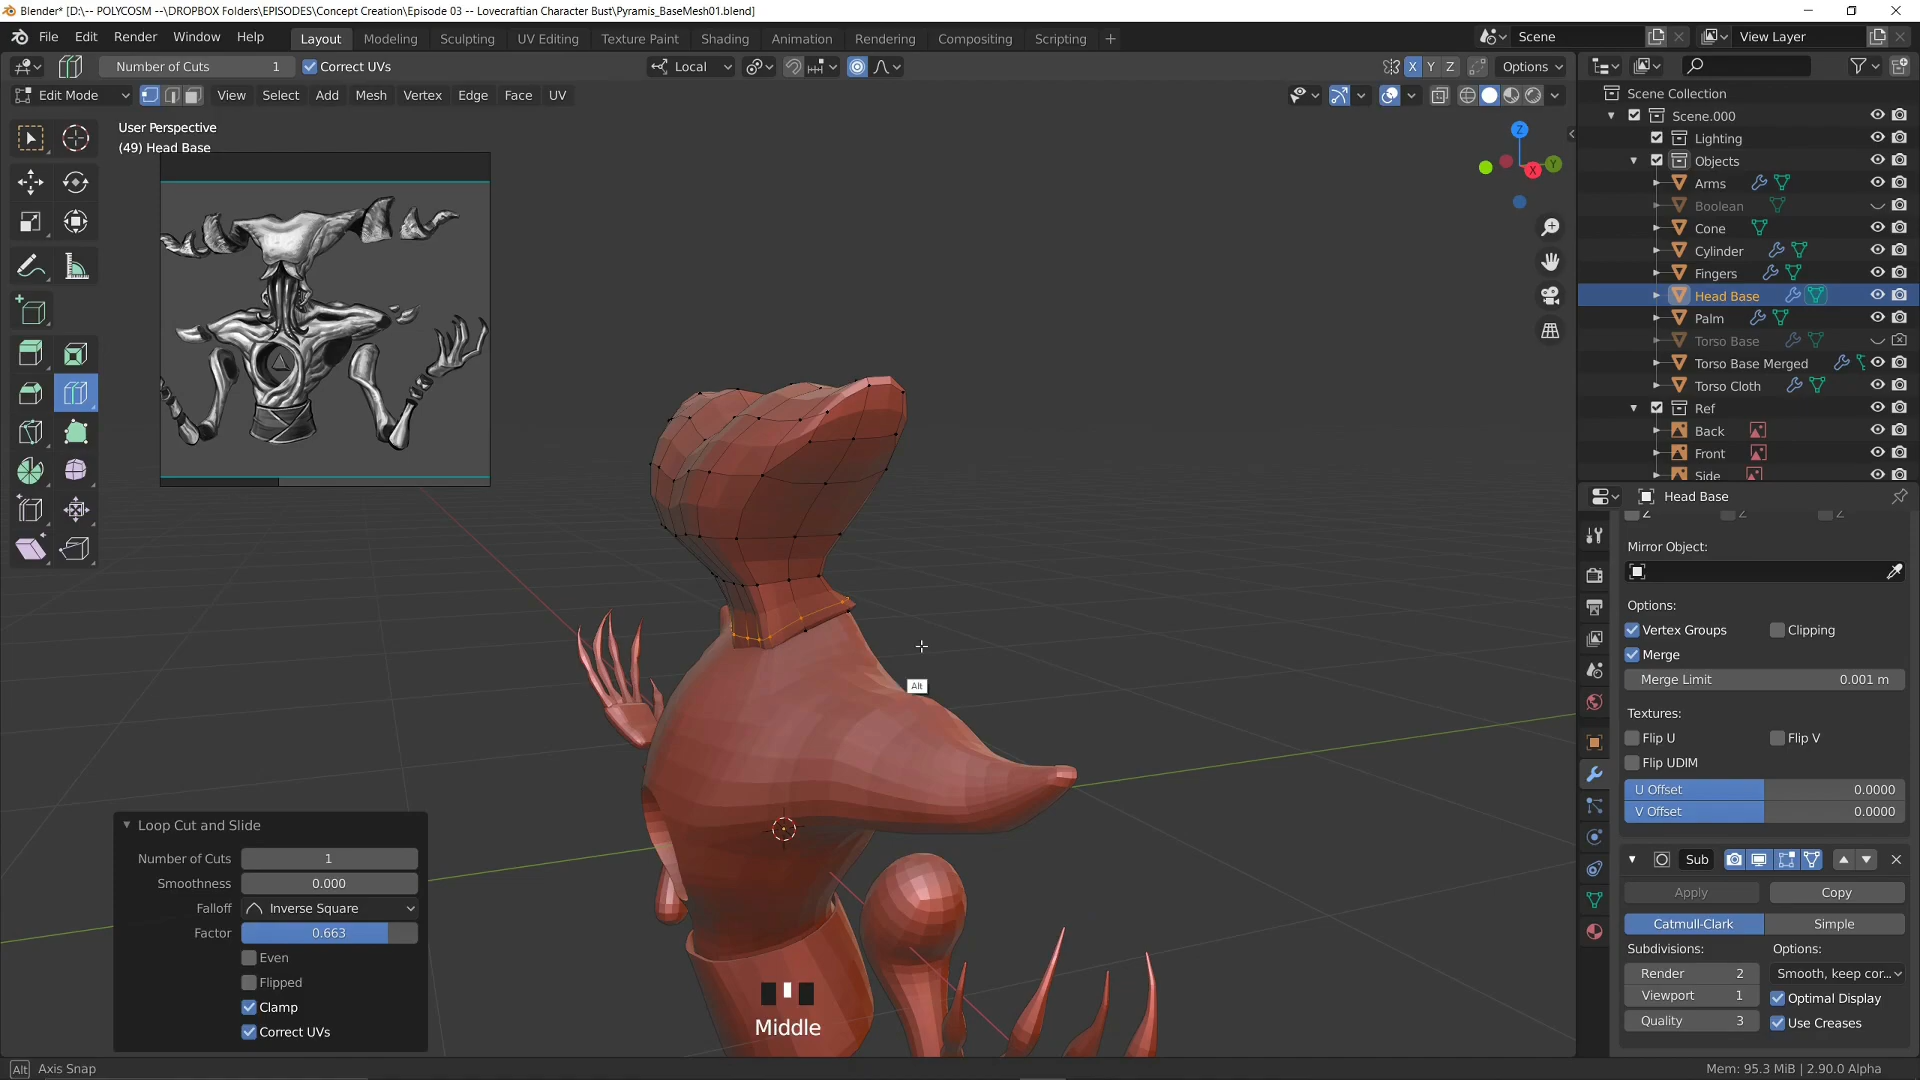 Blender* [D:\-- POLYCOSM --\DROPBOX Folders\EPISODES\Concept Creation\Episode 03 -- Lovecraftian Character Bust\Pyramis_BaseMesh01.blend]
File Edit Render Window Help Layout Modeling Sculpting UV Editing Texture Paint Shading Animation Rendering Compositing Scripting + Scene View Layer
Number of Cuts 1 Correct UVs Local X Y Z Options
Edit Mode View Select Add Mesh Vertex Edge Face UV
User Perspective
(49) Head Base
Z
Y
X
Alt
Loop Cut and Slide
Number of Cuts 1
Smoothness 0.000
Falloff Inverse Square
Factor 0.663
Even
Flipped
Clamp
Correct UVs
Middle
Scene Collection
Scene.000
Lighting
Objects
Arms
Boolean
Cone
Cylinder
Fingers
Head Base
Palm
Torso Base
Torso Base Merged
Torso Cloth
Ref
Back
Front
Side
Head Base
Z Z Z
Mirror Object:
Options:
Vertex Groups Clipping
Merge
Merge Limit 0.001 m
Textures:
Flip U Flip V
Flip UDIM
U Offset 0.0000
V Offset 0.0000
Sub
Apply Copy
Catmull-Clark Simple
Subdivisions: Options:
Render 2 Smooth, keep cor...
Viewport 1 Optimal Display
Quality 3 Use Creases
Alt Axis Snap Mem: 95.3 MiB | 2.90.0 Alpha